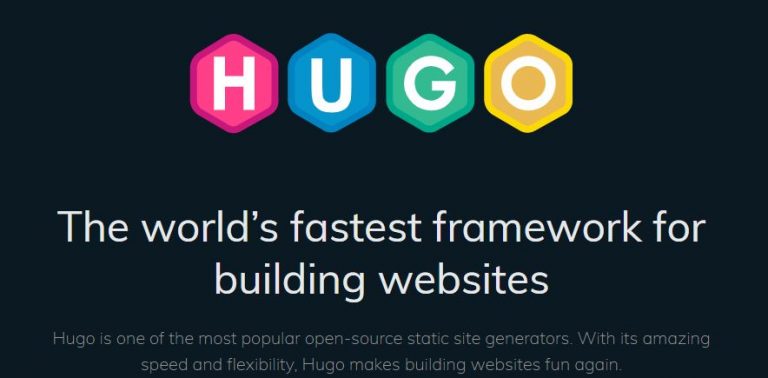 HUGO
The world’s fastest framework for
building websites
Hugo is one of the most popular open-source static site generators. With its amazing
speed and flexibility, Hugo makes building websites fun again.